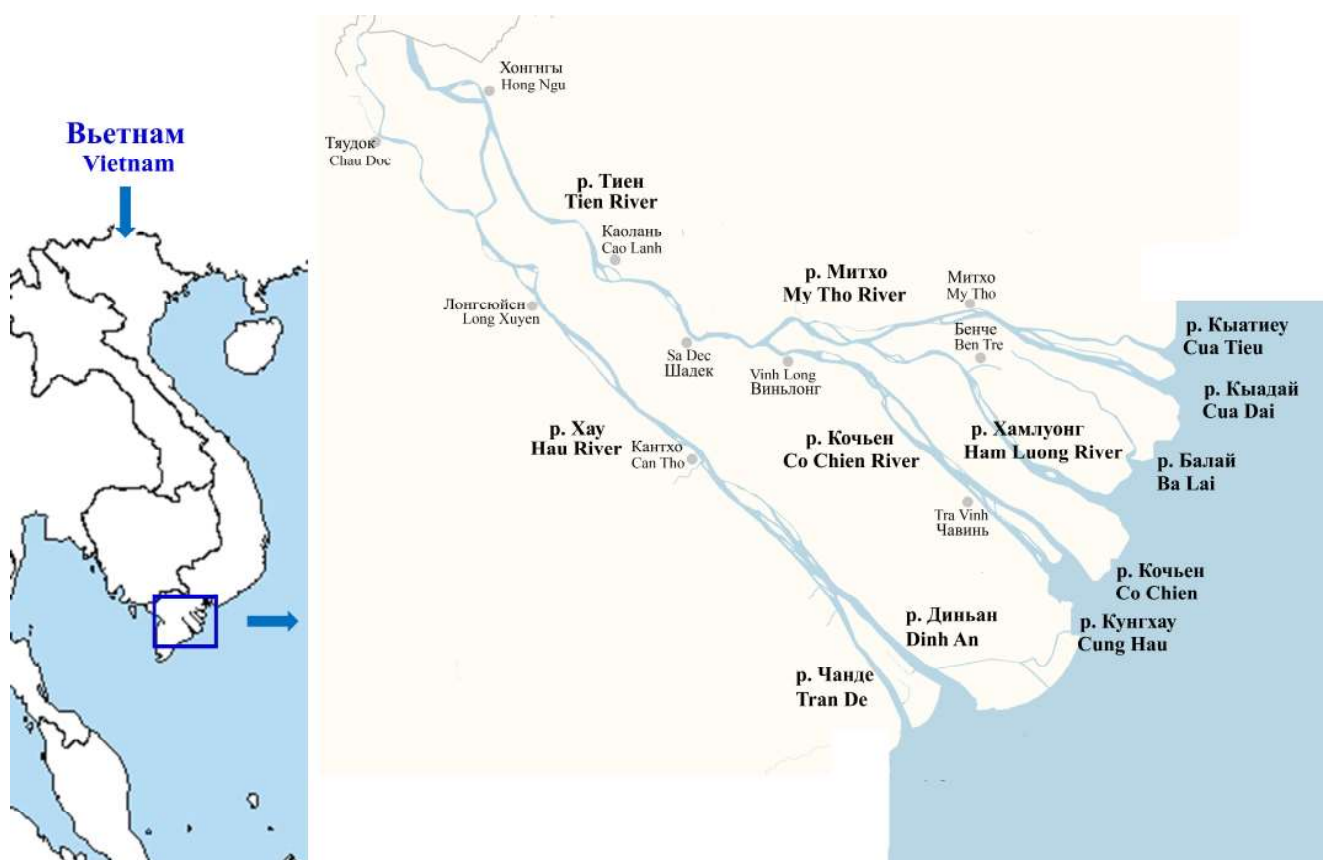 Вьетнам
Vietnam
Хонгнгы
Hong Ngu
Тяудок
Chau Doc
р. Тиен
Tien River
Каолань
Cao Lanh
Лонгсюйен
Long Xuyen
р. Митхо
My Tho River
Митхо
My Tho
Бенче
Ben Tre
р. Кыатиеу
Cua Tieu
Sa Dec
Шадек
Vinh Long
Виньлонг
р. Кыадай
Cua Dai
р. Хау
Hau River
Кантхо
Can Tho
р. Кочьен
Co Chien River
р. Хамлуонг
Ham Luong River
р. Балай
Ba Lai
Tra Vinh
Чавинь
р. Кочьен
Co Chien
р. Диньан
Dinh An
р. Кунгхау
Cung Hau
р. Чанде
Tran De